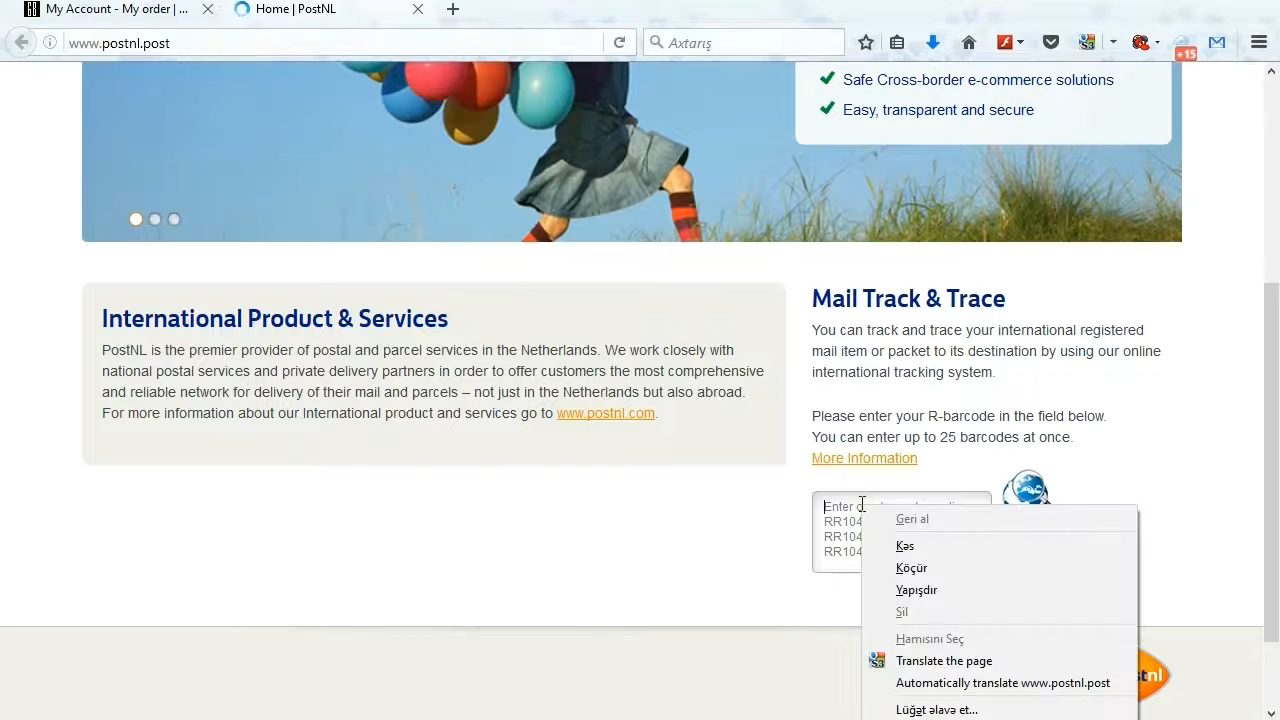 My Account - My order | ...
Home | PostNL
www.postnl.post
Axtarış
+15
Safe Cross-border e-commerce solutions
Easy, transparent and secure
International Product & Services
PostNL is the premier provider of postal and parcel services in the Netherlands. We work closely with
national postal services and private delivery partners in order to offer customers the most comprehensive
and reliable network for delivery of their mail and parcels – not just in the Netherlands but also abroad.
For more information about our International product and services go to www.postnl.com.
Mail Track & Trace
You can track and trace your international registered
mail item or packet to its destination by using our online
international tracking system.
Please enter your R-barcode in the field below.
You can enter up to 25 barcodes at once.
More Information
Enter
RR104
RR104
RR104
Geri al
Kəs
Köçür
Yapışdır
Sil
Hamısını Seç
Translate the page
Automatically translate www.postnl.post
Lüğət əlavə et...
tnl